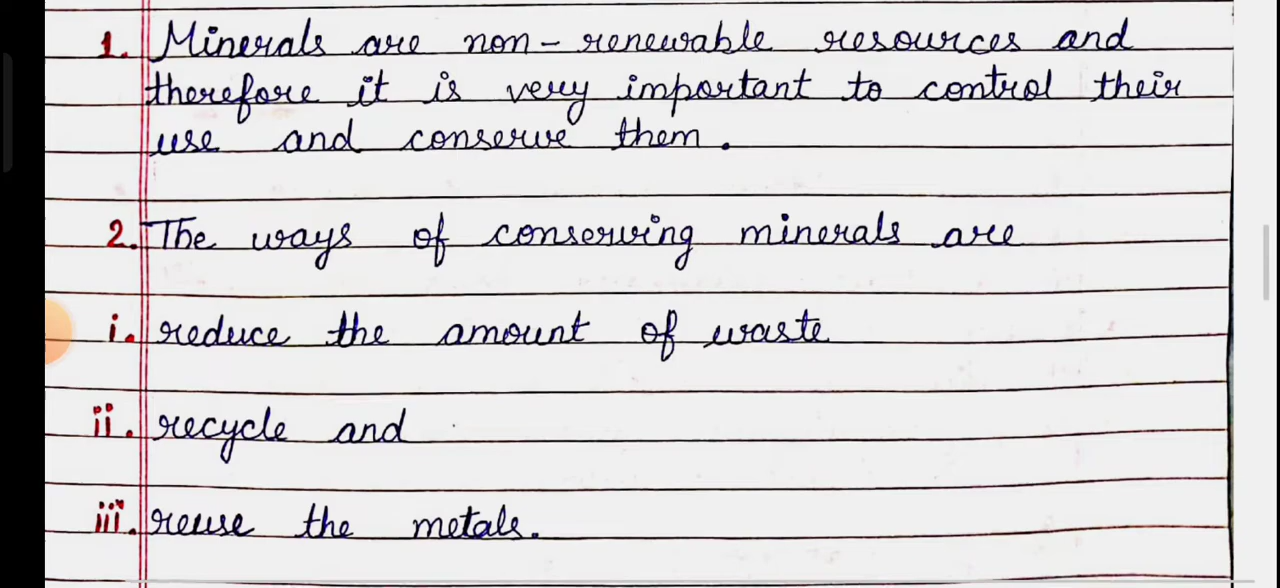 1. Minerals are non-renewable resources and
therefore it is very important to control their
use and conserve them.
2. The ways of conserving minerals are
i. reduce the amount of waste
ii. recycle and
iii. reuse the metals.